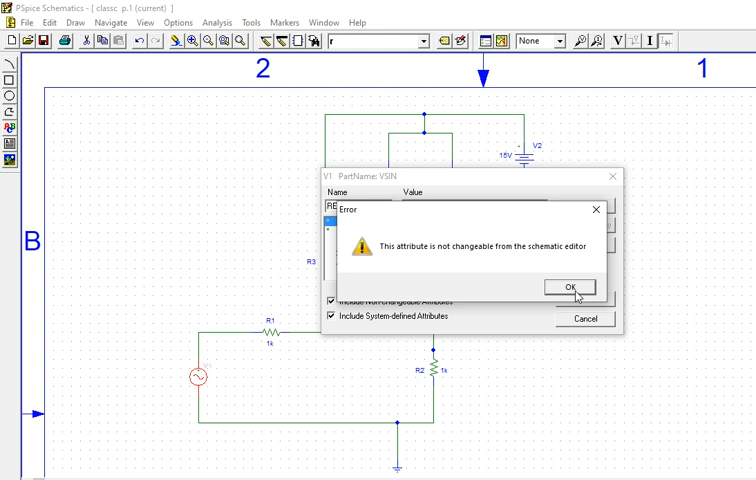 PSpice Schematics - [ classc p.1 (current) ]
File Edit Draw Navigate View Options Analysis Tools Markers Window Help
r
None
V
I
2
1
B
V2
15V
R3
R1
1k
R2
1k
V1 PartName: VSIN
Name
Value
RE
*
*
Error
This attribute is not changeable from the schematic editor
OK
Include Non-changeable Attributes
Include System-defined Attributes
Cancel